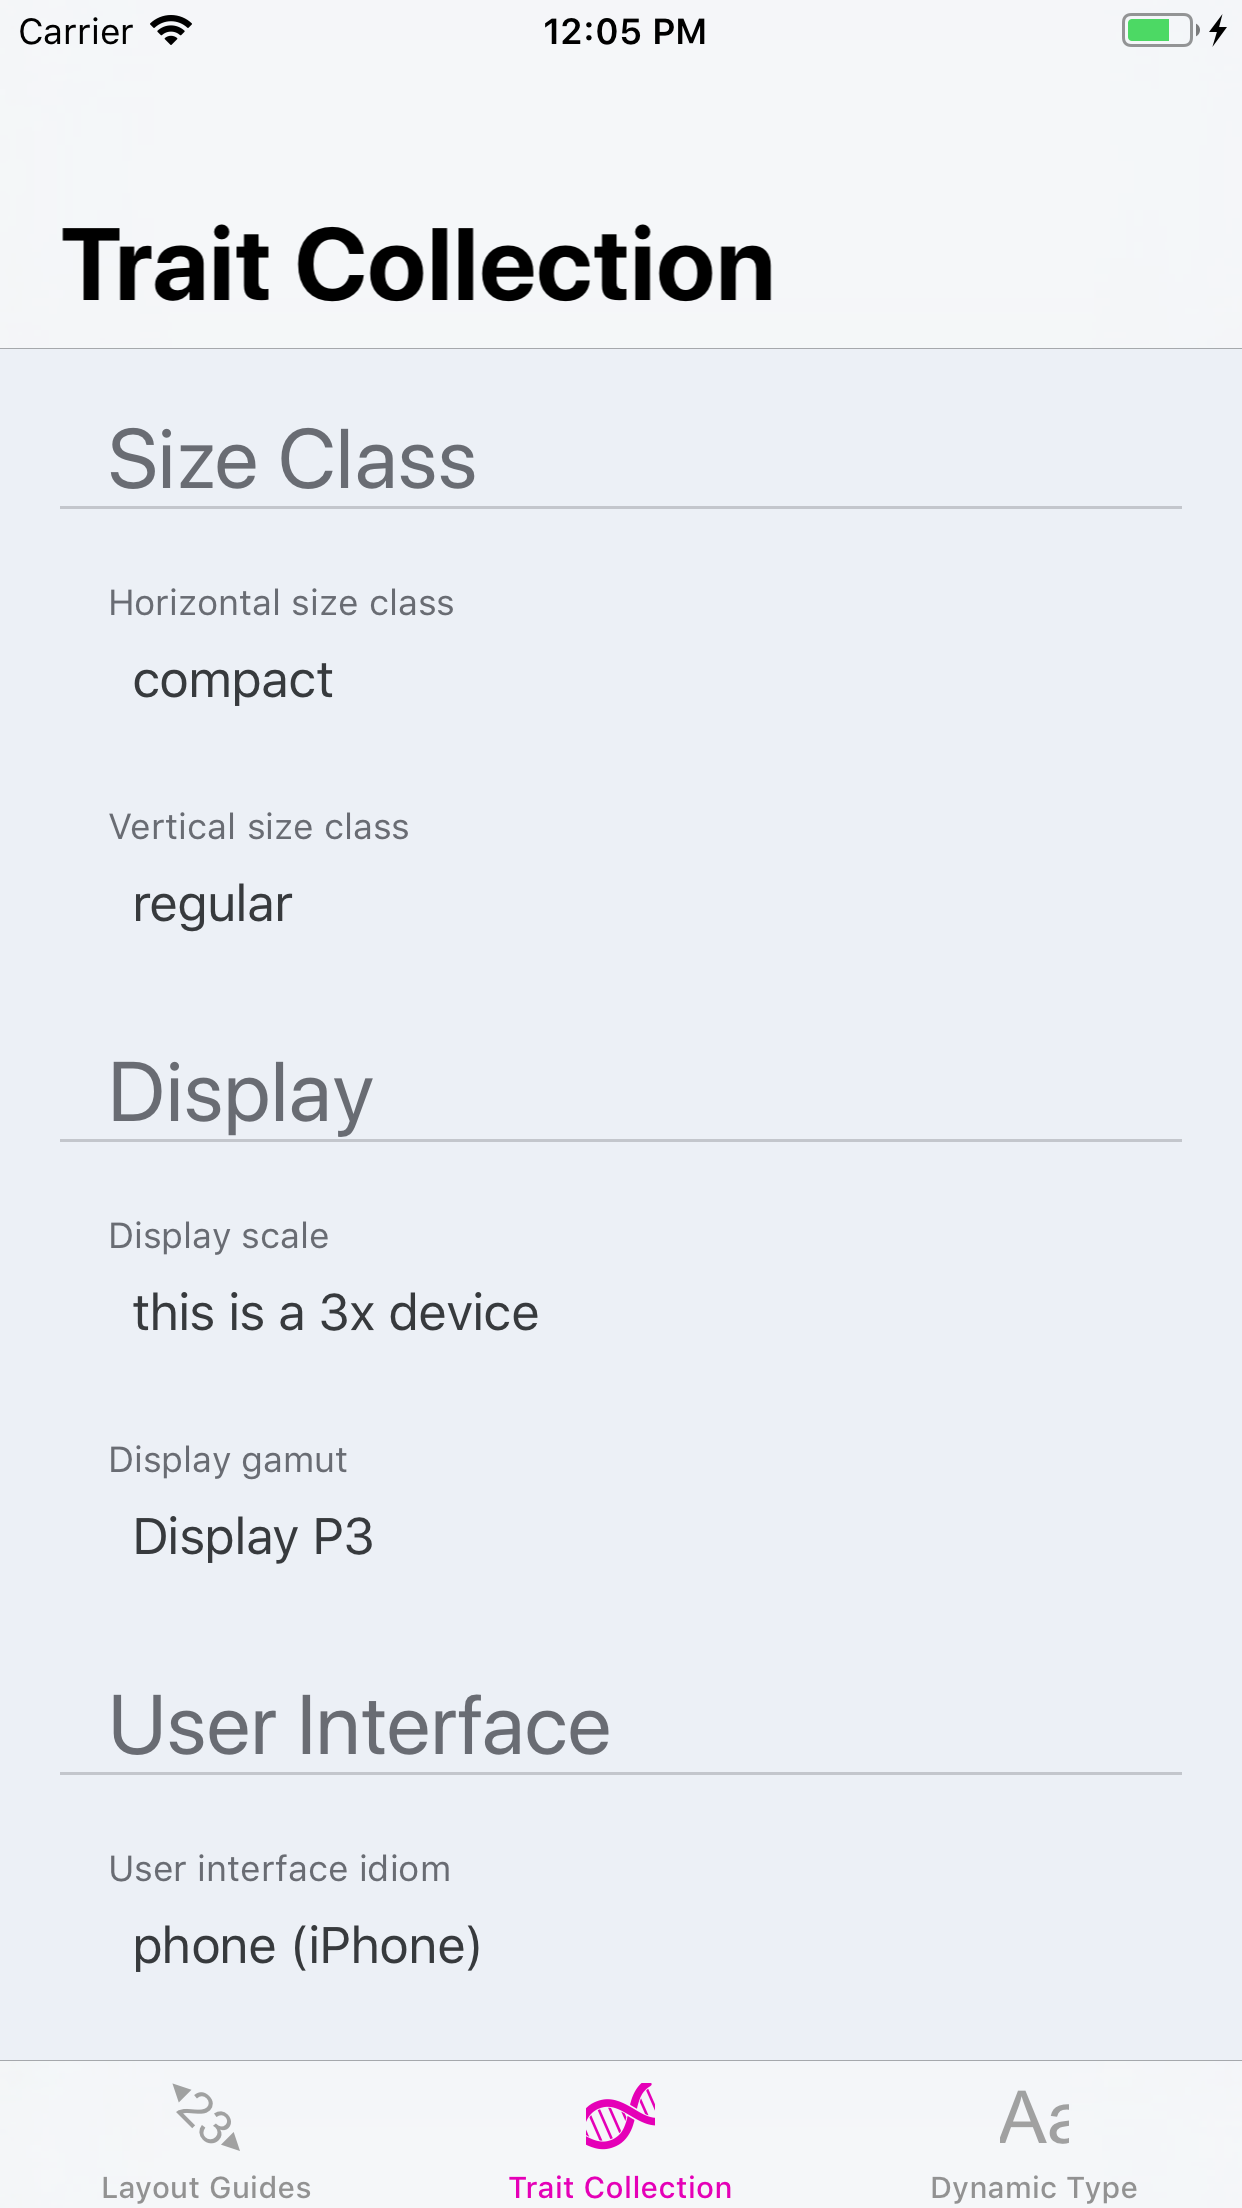 Carrier 12:05 PM
Trait Collection
Size Class
Horizontal size class
compact
Vertical size class
regular
Display
Display scale
this is a 3x device
Display gamut
Display P3
User Interface
User interface idiom
phone (iPhone)
23
Aa
Layout Guides Trait Collection Dynamic Type